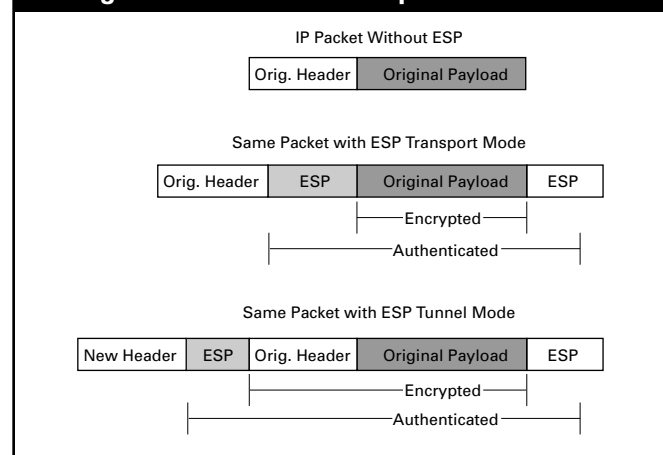 IP Packet Without ESP
Orig. Header Original Payload
Same Packet with ESP Transport Mode
Orig. Header ESP Original Payload ESP
Encrypted
Authenticated
Same Packet with ESP Tunnel Mode
New Header ESP Orig. Header Original Payload ESP
Encrypted
Authenticated